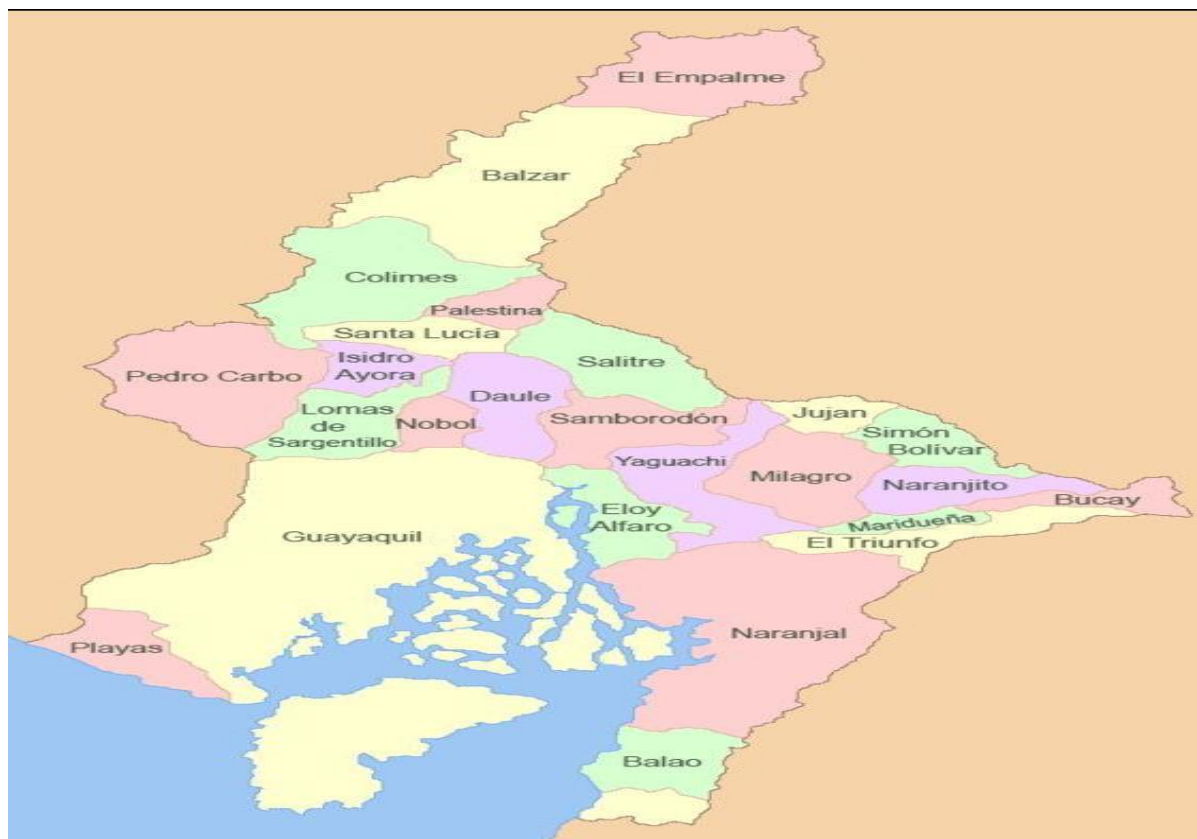 El Empalme
Balzar
Colimes
Palestina
Santa Lucía
Isidro
Ayora
Salitre
Pedro Carbo
Daule
Lomas
de
Sargentillo
Nobol
Samborodón
Jujan
Simón
Bolívar
Yaguachi
Milagro
Naranjito
Bucay
Eloy
Alfaro
Maridueña
El Triunfo
Guayaquil
Naranjal
Playas
Balao